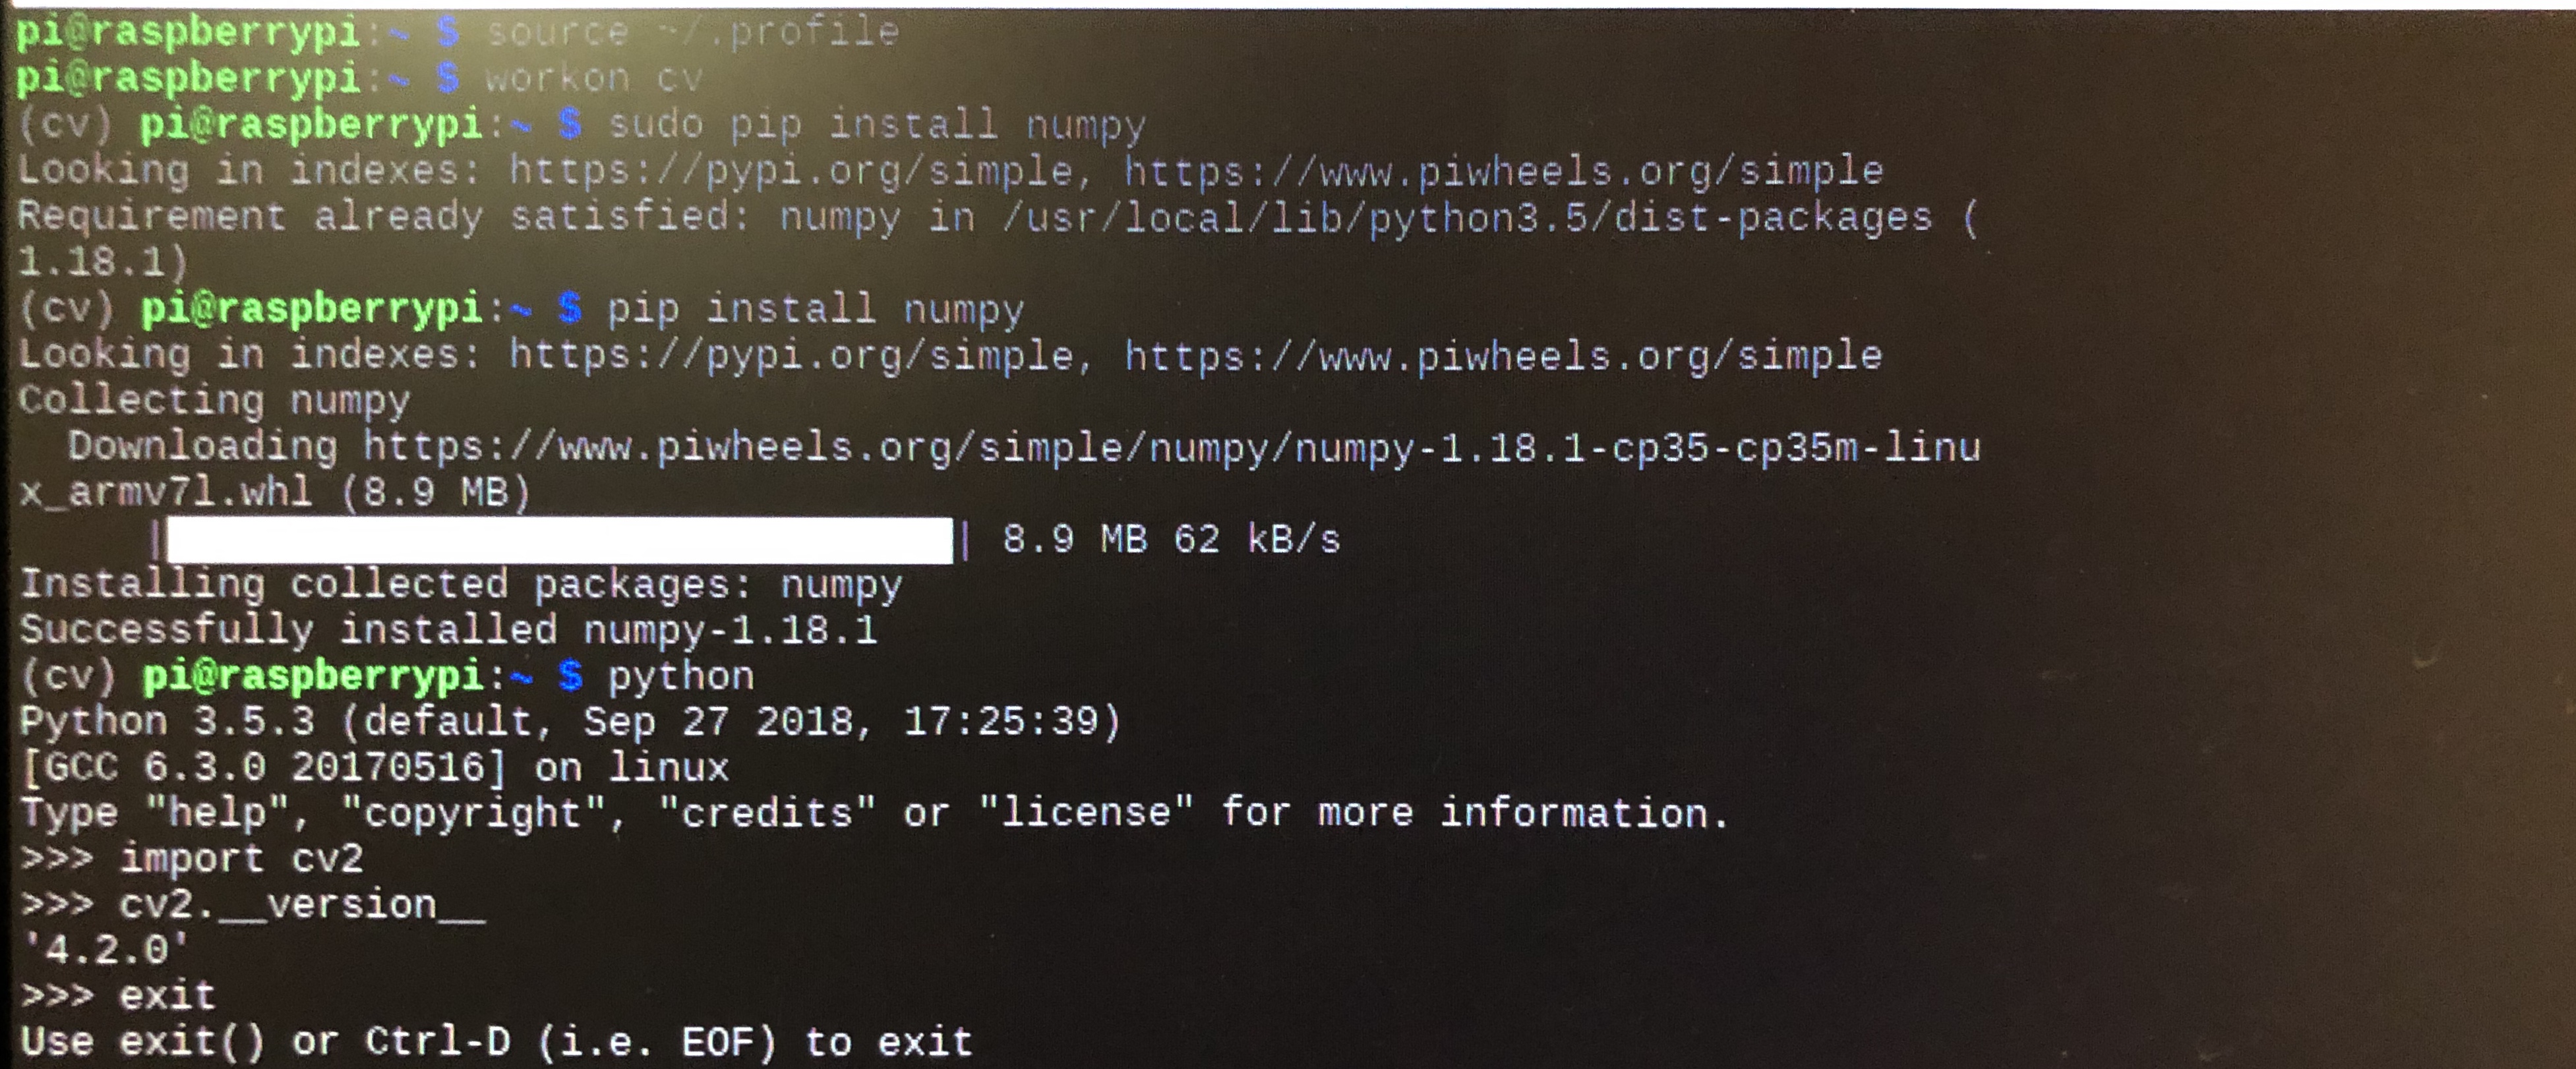 pi@raspberrypi:~ $ source ~/.profile
pi@raspberrypi:~ $ workon cv
(cv) pi@raspberrypi:~ $ sudo pip install numpy
Looking in indexes: https://pypi.org/simple, https://www.piwheels.org/simple
Requirement already satisfied: numpy in /usr/local/lib/python3.5/dist-packages (
1.18.1)
(cv) pi@raspberrypi:~ $ pip install numpy
Looking in indexes: https://pypi.org/simple, https://www.piwheels.org/simple
Collecting numpy
  Downloading https://www.piwheels.org/simple/numpy/numpy-1.18.1-cp35-cp35m-linu
x_armv7l.whl (8.9 MB)
| | 8.9 MB 62 kB/s
Installing collected packages: numpy
Successfully installed numpy-1.18.1
(cv) pi@raspberrypi:~ $ python
Python 3.5.3 (default, Sep 27 2018, 17:25:39)
[GCC 6.3.0 20170516] on linux
Type "help", "copyright", "credits" or "license" for more information.
>>> import cv2
>>> cv2.__version__
'4.2.0'
>>> exit
Use exit() or Ctrl-D (i.e. EOF) to exit